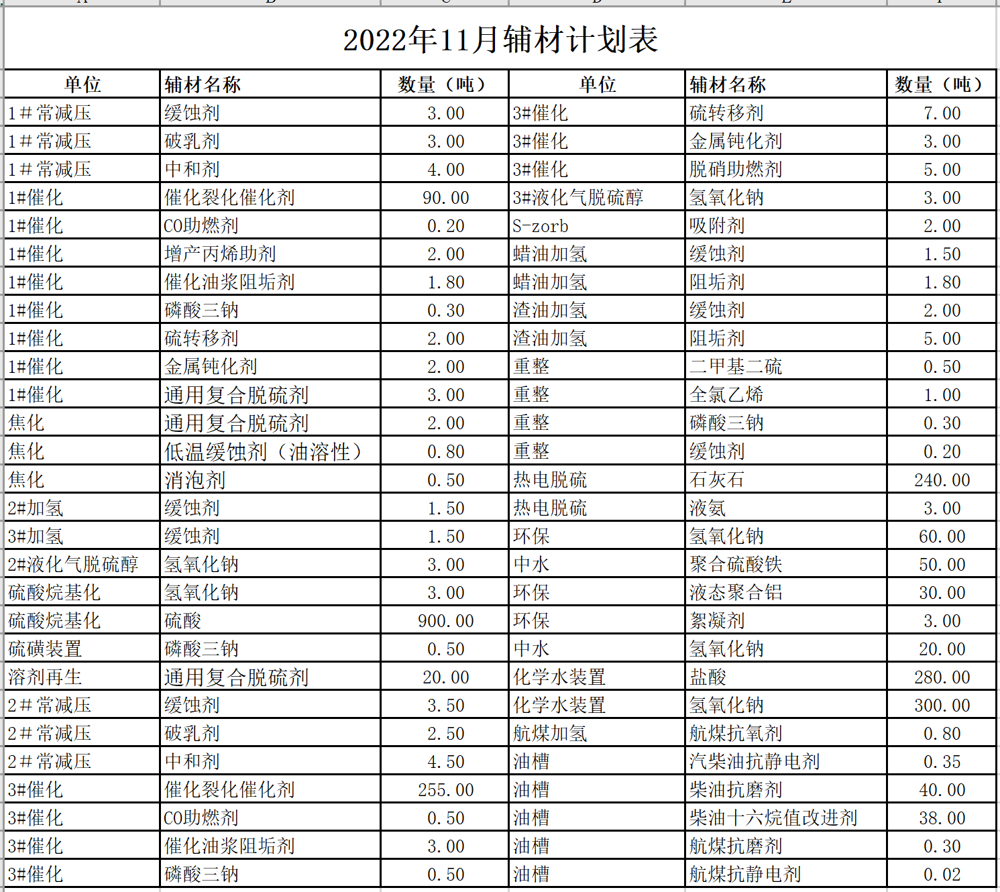 2022年11月辅材计划表
单位 辅材名称 数量（吨） 单位 辅材名称 数量（吨）
1＃常减压 缓蚀剂 3.00 3#催化 硫转移剂 7.00
1＃常减压 破乳剂 3.00 3#催化 金属钝化剂 3.00
1＃常减压 中和剂 4.00 3#催化 脱硝助燃剂 5.00
1#催化 催化裂化催化剂 90.00 3#液化气脱硫醇 氢氧化钠 3.00
1#催化 CO助燃剂 0.20 S-zorb 吸附剂 2.00
1#催化 增产丙烯助剂 2.00 蜡油加氢 缓蚀剂 1.50
1#催化 催化油浆阻垢剂 1.80 蜡油加氢 阻垢剂 1.80
1#催化 磷酸三钠 0.30 渣油加氢 缓蚀剂 2.00
1#催化 硫转移剂 2.00 渣油加氢 阻垢剂 5.00
1#催化 金属钝化剂 2.00 重整 二甲基二硫 0.50
1#催化 通用复合脱硫剂 3.00 重整 全氯乙烯 1.00
焦化 通用复合脱硫剂 2.00 重整 磷酸三钠 0.30
焦化 低温缓蚀剂（油溶性） 0.80 重整 缓蚀剂 0.20
焦化 消泡剂 0.50 热电脱硫 石灰石 240.00
2#加氢 缓蚀剂 1.50 热电脱硫 液氨 3.00
3#加氢 缓蚀剂 1.50 环保 氢氧化钠 60.00
2#液化气脱硫醇 氢氧化钠 3.00 中水 聚合硫酸铁 50.00
硫酸烷基化 氢氧化钠 3.00 环保 液态聚合铝 30.00
硫酸烷基化 硫酸 900.00 环保 絮凝剂 3.00
硫磺装置 磷酸三钠 0.50 中水 氢氧化钠 20.00
溶剂再生 通用复合脱硫剂 20.00 化学水装置 盐酸 280.00
2＃常减压 缓蚀剂 3.50 化学水装置 氢氧化钠 300.00
2＃常减压 破乳剂 2.50 航煤加氢 航煤抗氧剂 0.80
2＃常减压 中和剂 4.50 油槽 汽柴油抗静电剂 0.35
3#催化 催化裂化催化剂 255.00 油槽 柴油抗磨剂 40.00
3#催化 CO助燃剂 0.50 油槽 柴油十六烷值改进剂 38.00
3#催化 催化油浆阻垢剂 3.00 油槽 航煤抗磨剂 0.30
3#催化 磷酸三钠 0.50 油槽 航煤抗静电剂 0.02